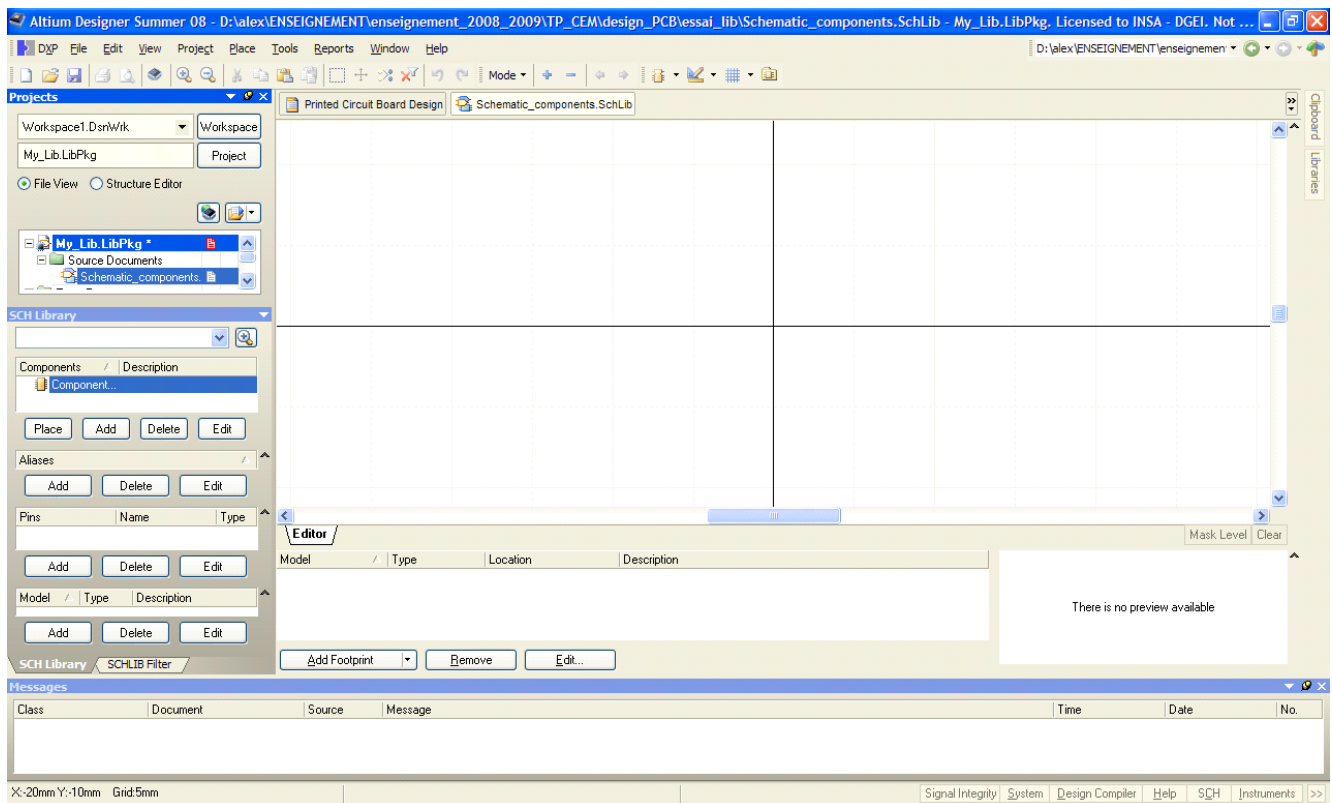 Altium Designer Summer 08 - D:\alex\ENSEIGNEMENT\enseignement_2008_2009\TP_CEM\design_PCB\essai_lib\Schematic_components.SchLib - My_Lib.LibPkg. Licensed to INSA - DGEI. Not ...
DXP File Edit View Project Place Tools Reports Window Help D:\alex\ENSEIGNEMENT\enseignemen
Mode
Projects
Printed Circuit Board Design Schematic_components.SchLib
Clipboard
Libraries
Workspace1.DsnWrk Workspace
My_Lib.LibPkg Project
File View Structure Editor
My_Lib.LibPkg *
Source Documents
Schematic_components.
SCH Library
Components Description
Component...
Place Add Delete Edit
Aliases
Add Delete Edit
Pins Name Type
Add Delete Edit
Model Type Description
Add Delete Edit
SCH Library SCHLIB Filter
Editor Mask Level Clear
Model Type Location Description
There is no preview available
Add Footprint Remove Edit...
Messages
Class Document Source Message Time Date No.
X:-20mm Y:-10mm Grid:5mm Signal Integrity System Design Compiler Help SCH Instruments >>